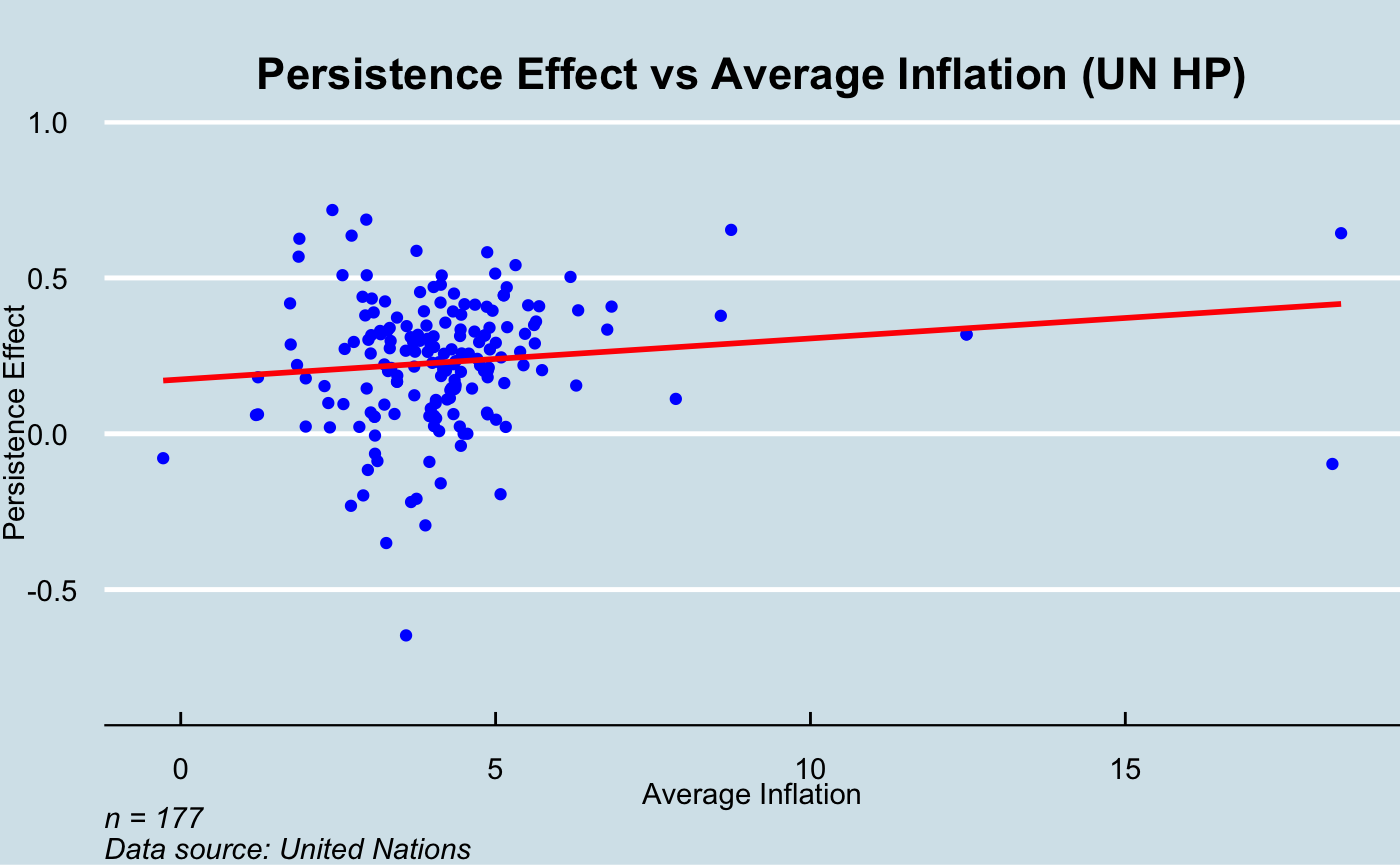 Persistence Effect vs Average Inflation (UN HP)
1.0
0.5
0.0
-0.5
Persistence Effect
0 5 10 15
Average Inflation
n = 177
Data source: United Nations